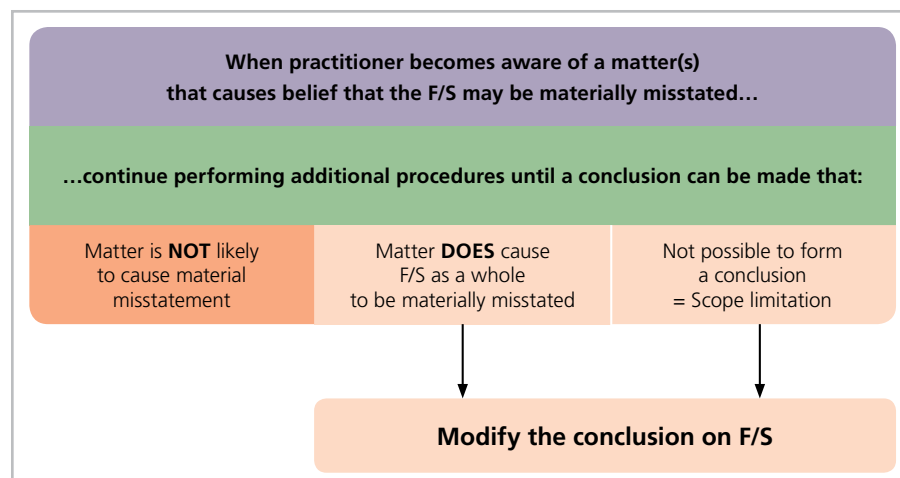 When practitioner becomes aware of a matter(s)
that causes belief that the F/S may be materially misstated…
…continue performing additional procedures until a conclusion can be made that:
Matter is NOT likely
to cause material
misstatement
Matter DOES cause
F/S as a whole
to be materially misstated
Not possible to form
a conclusion
= Scope limitation
Modify the conclusion on F/S